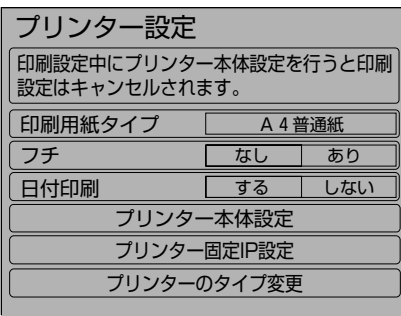 プリンター設定
印刷設定中にプリンター本体設定を行うと印刷
設定はキャンセルされます。
印刷用紙タイプ A4普通紙
フチ なし あり
日付印刷 する しない
プリンター本体設定
プリンター固定IP設定
プリンターのタイプ変更